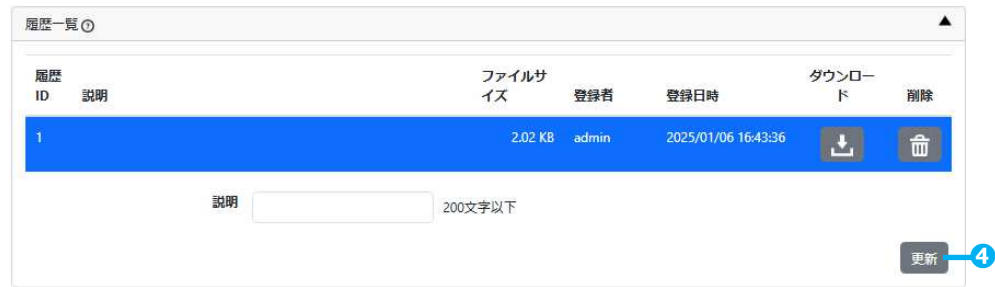 履歴一覧?
履歴
ID 説明 ファイルサ
イズ 登録者 登録日時 ダウンロー
ド 削除
1 2.02 KB admin 2025/01/06 16:43:36
説明 200文字以下
更新 4